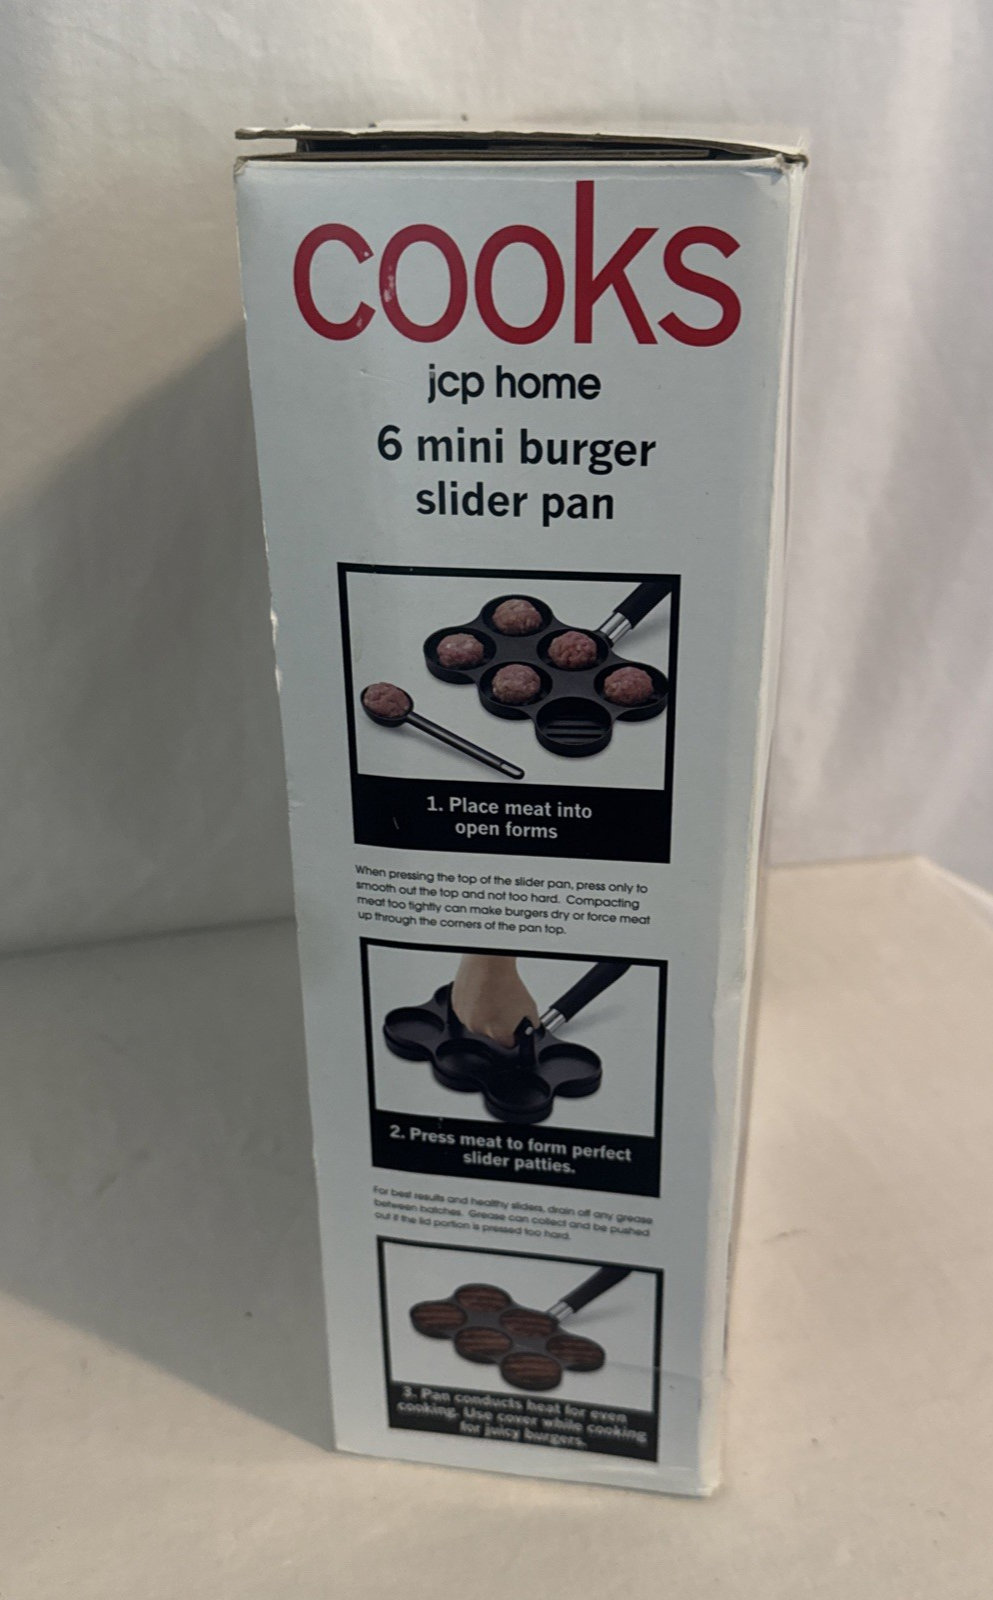 cooks
jcp home
6 mini burger
slider pan
1. Place meat into
open forms
When pressing the top of the slider pan, press only to
smooth out the top and not too hard. Compacting
meat too tightly can make burgers dry or force meat
up through the corners of the pan top.
2. Press meat to form perfect
slider patties.
For best results and healthy sliders, drain off any grease
between batches. Grease can collect and be pushed
out if the lid portion is pressed too hard.
3. Pan conducts heat for even
cooking. Use cover while cooking
for juicy burgers.